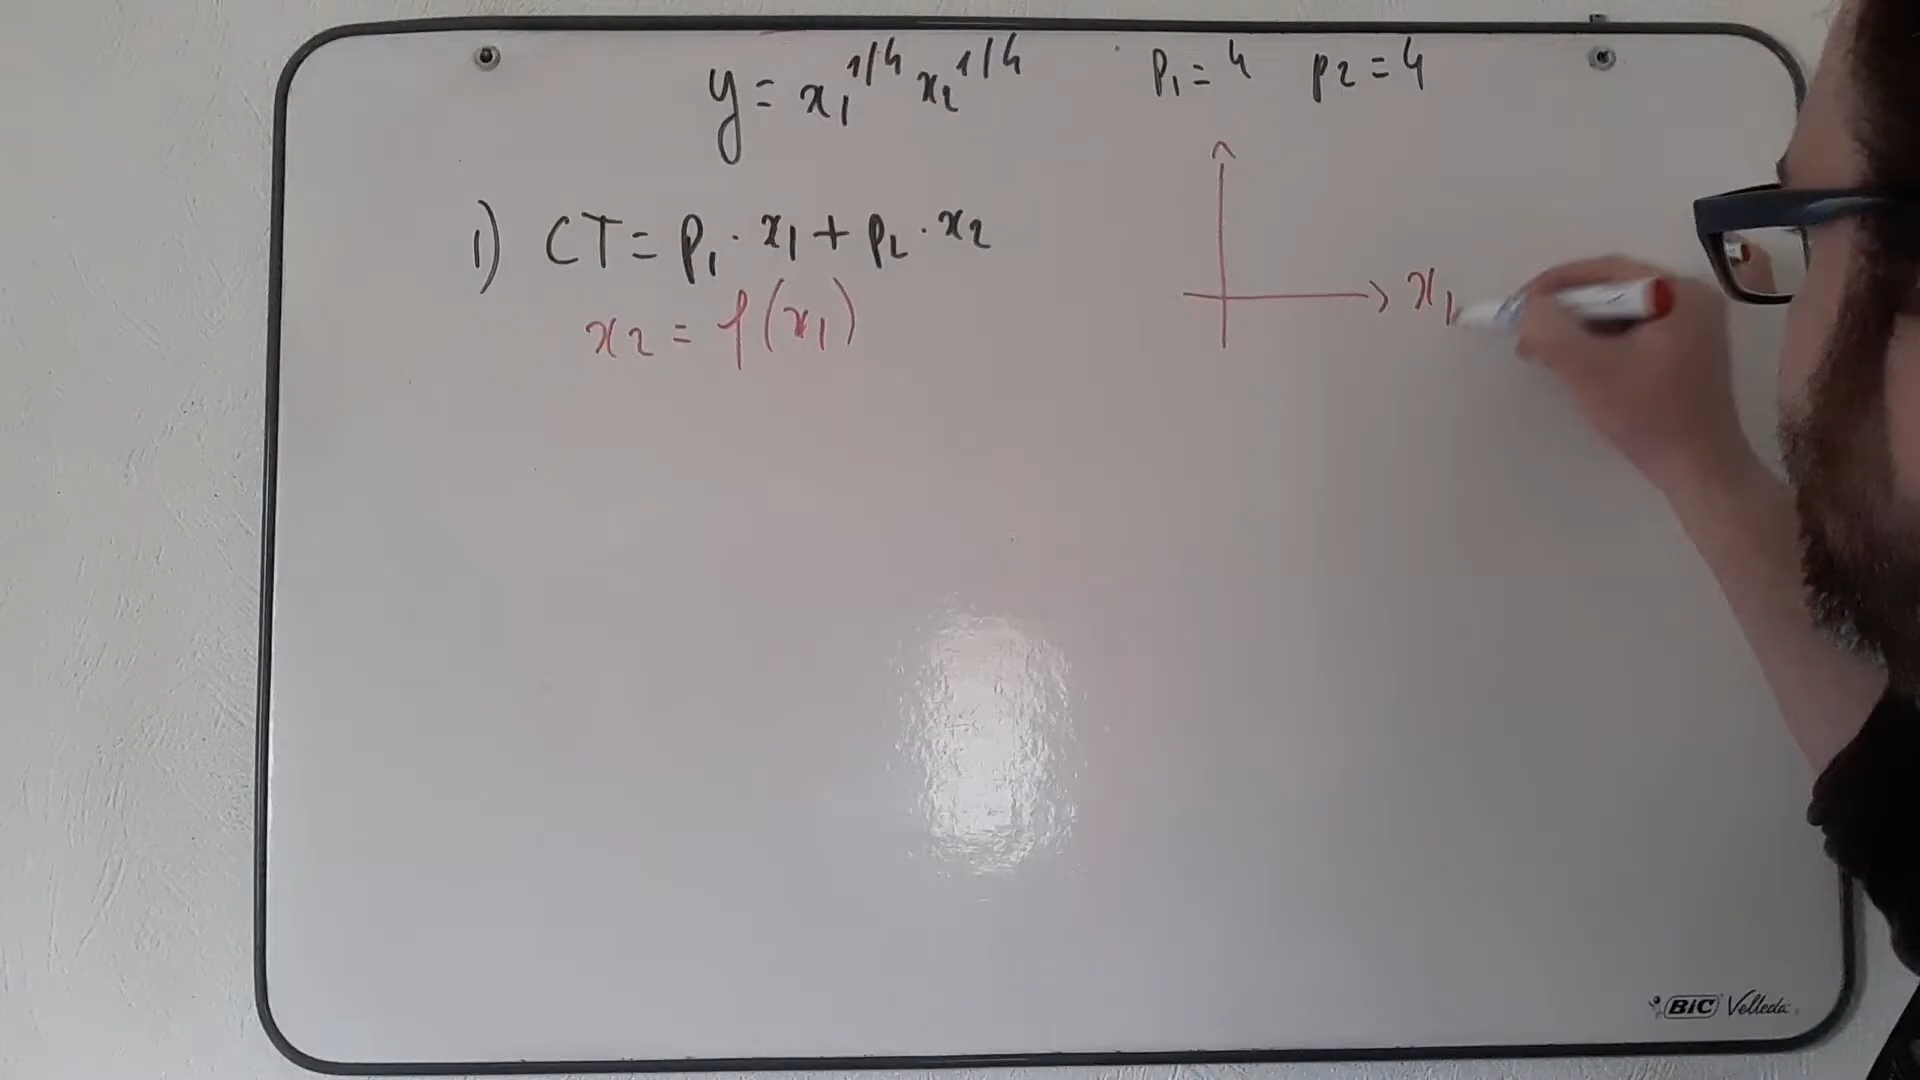 y = x₁^1/4 x₂^1/4 p₁ = 4 p₂ = 4
1) CT = p₁ · x₁ + p₂ · x₂
x₂ = f(x₁)
x₁
BIC Velleda